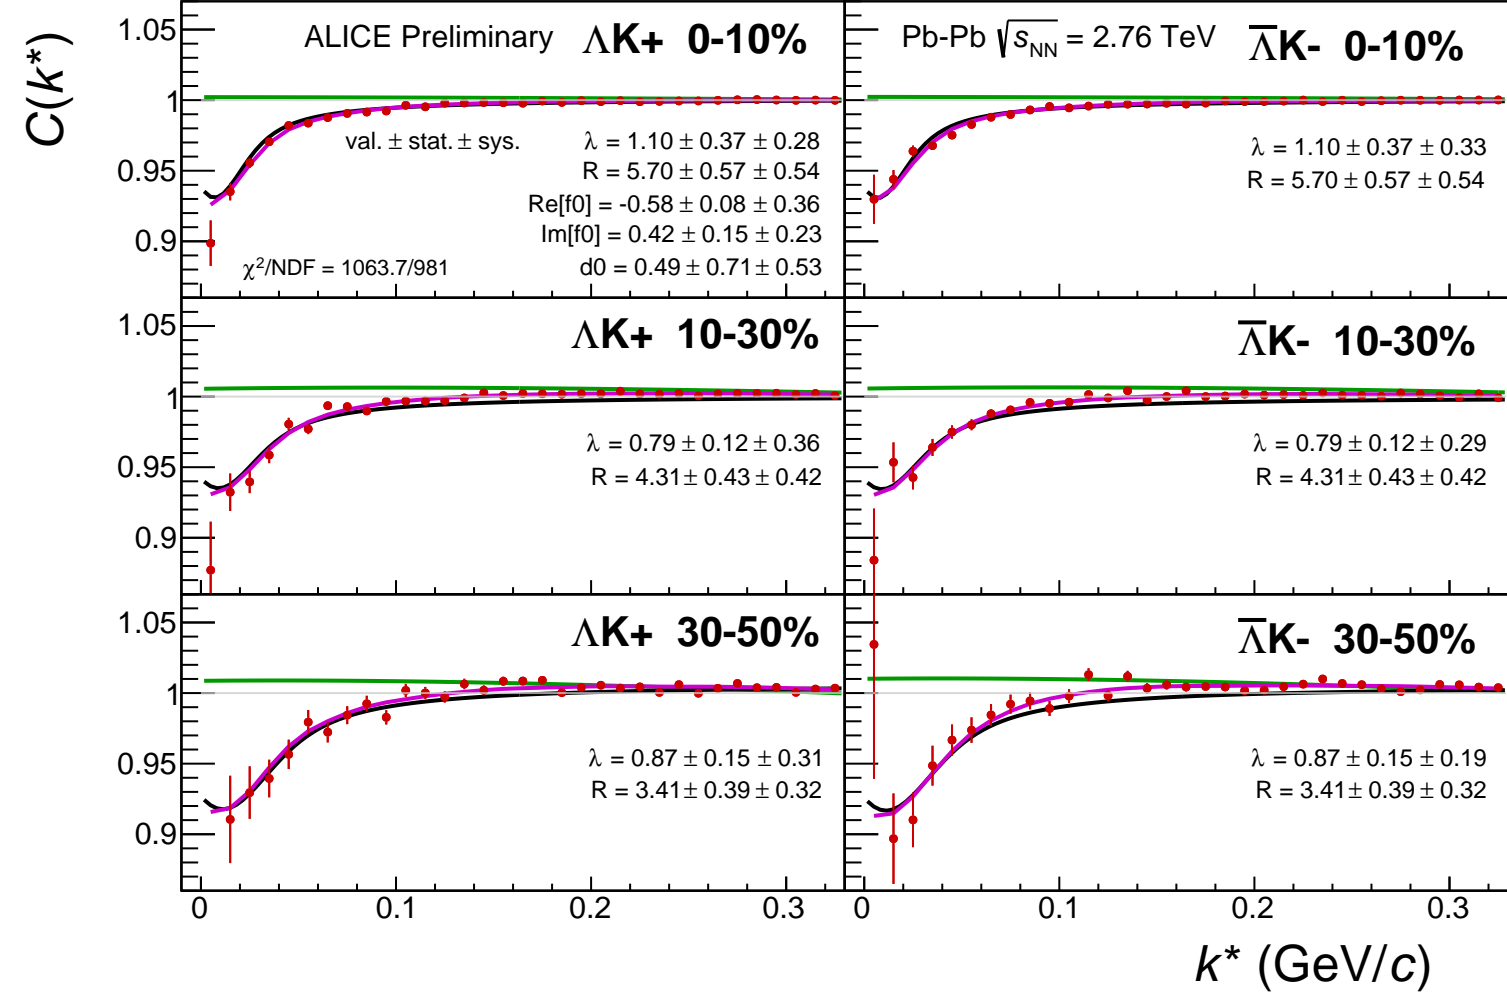 C(k*)
ALICE Preliminary ΛK+ 0-10%
val. ± stat. ± sys.
λ = 1.10 ± 0.37 ± 0.28
R = 5.70 ± 0.57 ± 0.54
Re[f0] = -0.58 ± 0.08 ± 0.36
Im[f0] = 0.42 ± 0.15 ± 0.23
d0 = 0.49 ± 0.71 ± 0.53
χ²/NDF = 1063.7/981
1.05
1
0.95
0.9
Pb-Pb √sNN = 2.76 TeV Λ̅K- 0-10%
λ = 1.10 ± 0.37 ± 0.33
R = 5.70 ± 0.57 ± 0.54
ΛK+ 10-30%
λ = 0.79 ± 0.12 ± 0.36
R = 4.31 ± 0.43 ± 0.42
1.05
1
0.95
0.9
Λ̅K- 10-30%
λ = 0.79 ± 0.12 ± 0.29
R = 4.31 ± 0.43 ± 0.42
ΛK+ 30-50%
λ = 0.87 ± 0.15 ± 0.31
R = 3.41 ± 0.39 ± 0.32
1.05
1
0.95
0.9
Λ̅K- 30-50%
λ = 0.87 ± 0.15 ± 0.19
R = 3.41 ± 0.39 ± 0.32
0 0.1 0.2 0.3
0 0.1 0.2 0.3
k* (GeV/c)